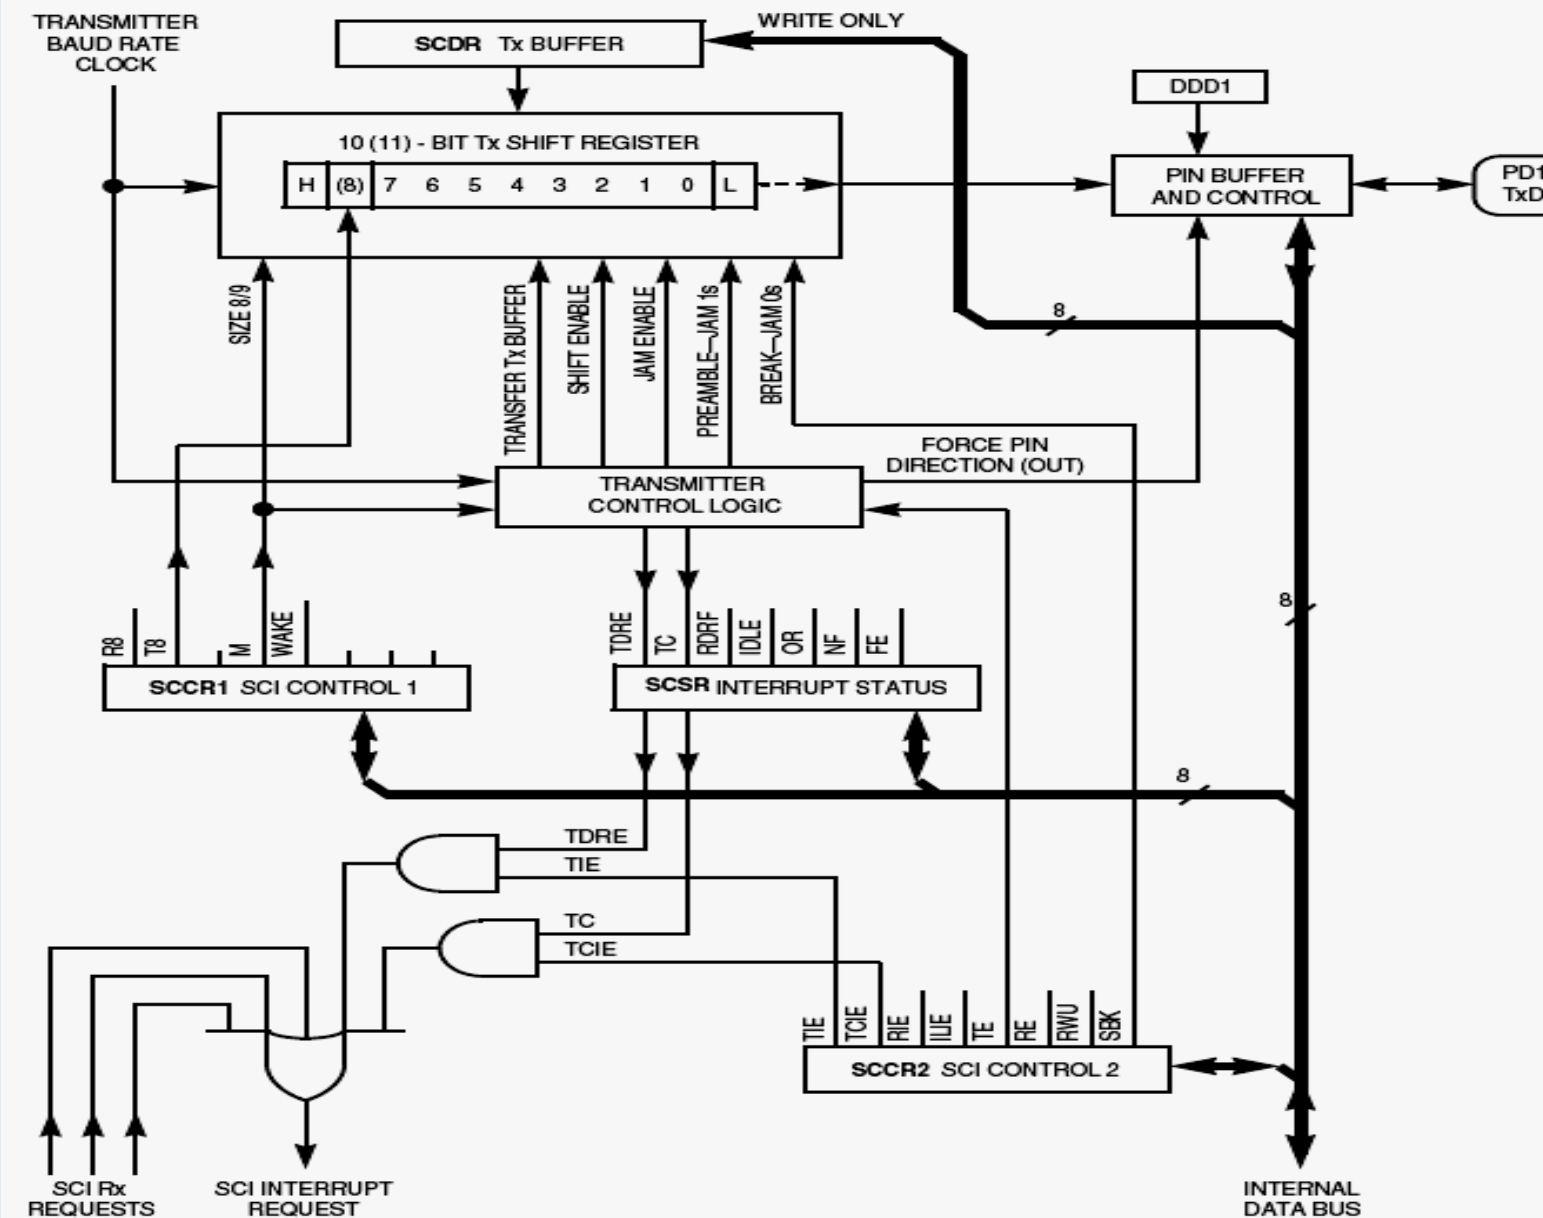 TRANSMITTER
BAUD RATE
CLOCK
SCDR Tx BUFFER
WRITE ONLY
DDD1
10 (11) - BIT Tx SHIFT REGISTER
H (8) 7 6 5 4 3 2 1 0 L
PIN BUFFER
AND CONTROL
PD1
TxD
SIZE 8/9
TRANSFER Tx BUFFER
SHIFT ENABLE
JAM ENABLE
PREAMBLE—JAM 1s
BREAK—JAM 0s
8
FORCE PIN
DIRECTION (OUT)
TRANSMITTER
CONTROL LOGIC
8
R8
T8
M
WAKE
TDRE
TC
RDRF
IDLE
OR
NF
FE
SCCR1 SCI CONTROL 1
SCSR INTERRUPT STATUS
8
TDRE
TIE
TC
TCIE
TIE
TCIE
RIE
ILIE
TE
RE
RWU
SBK
SCCR2 SCI CONTROL 2
SCI Rx
REQUESTS
SCI INTERRUPT
REQUEST
INTERNAL
DATA BUS